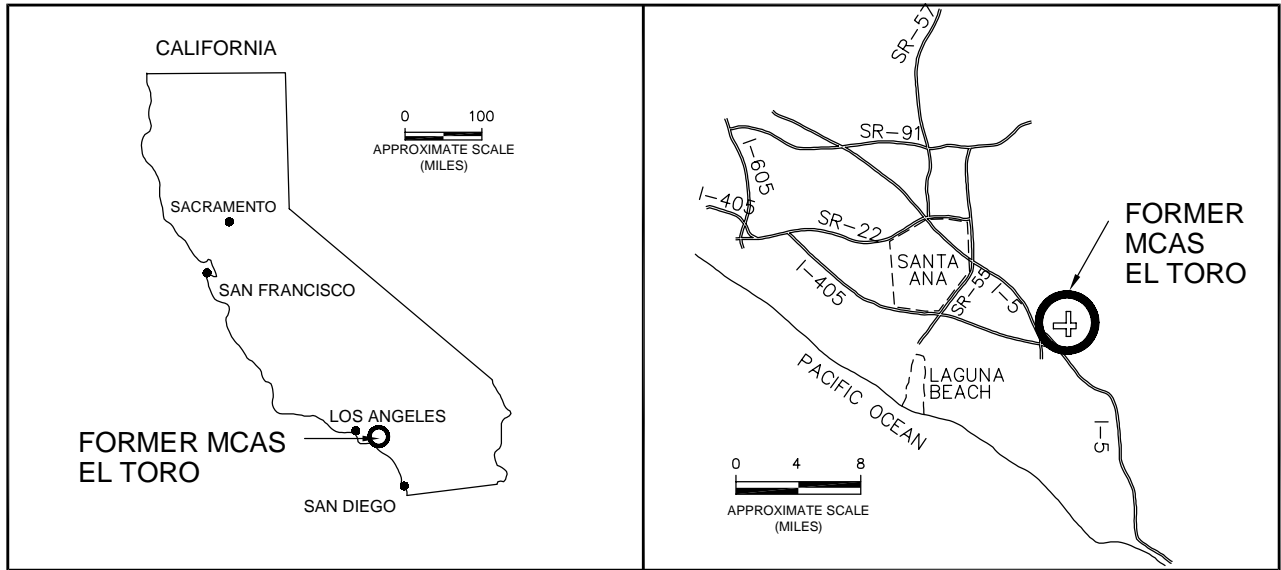 CALIFORNIA
0 100
APPROXIMATE SCALE
(MILES)
SACRAMENTO
SAN FRANCISCO
LOS ANGELES
FORMER MCAS
EL TORO
SAN DIEGO
SR-57
SR-91
I-605
I-405
SR-22
FORMER
MCAS
EL TORO
SANTA
ANA
I-405
SR-55
I-5
PACIFIC OCEAN
LAGUNA
BEACH
I-5
0 4 8
APPROXIMATE SCALE
(MILES)